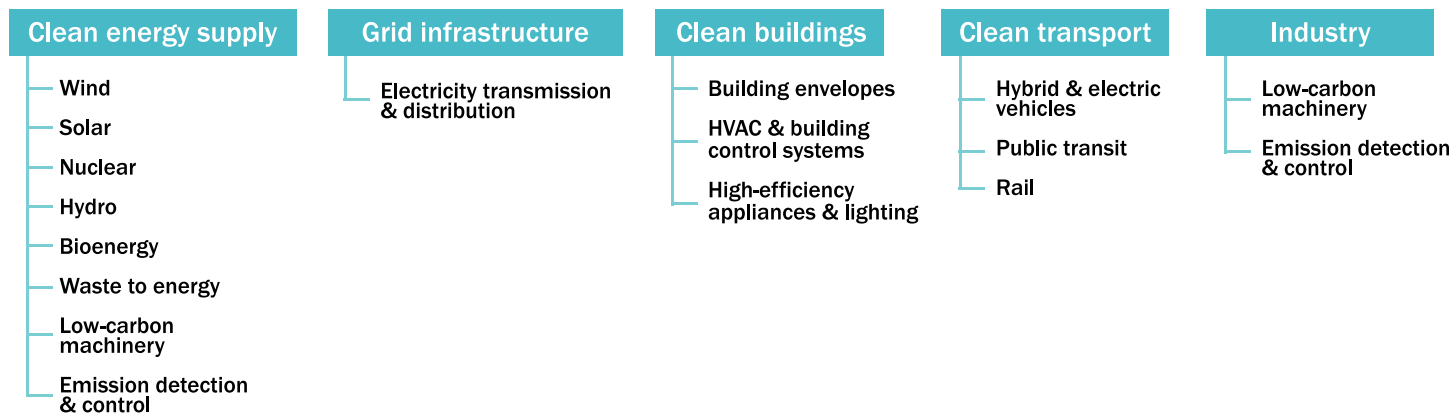 Clean energy supply
Wind
Solar
Nuclear
Hydro
Bioenergy
Waste to energy
Low-carbon
machinery
Emission detection
& control
Grid infrastructure
Electricity transmission
& distribution
Clean buildings
Building envelopes
HVAC & building
control systems
High-efficiency
appliances & lighting
Clean transport
Hybrid & electric
vehicles
Public transit
Rail
Industry
Low-carbon
machinery
Emission detection
& control